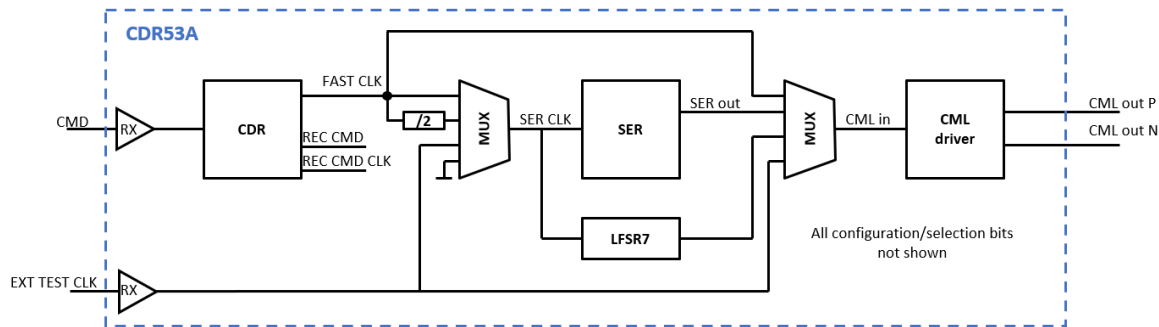 CDR53A
FAST CLK
SER out
CML out P
CMD
RX
CDR
/2
MUX
SER CLK
SER
MUX
CML in
CML
driver
CML out N
REC CMD
REC CMD CLK
LFSR7
All configuration/selection bits
not shown
EXT TEST CLK
RX